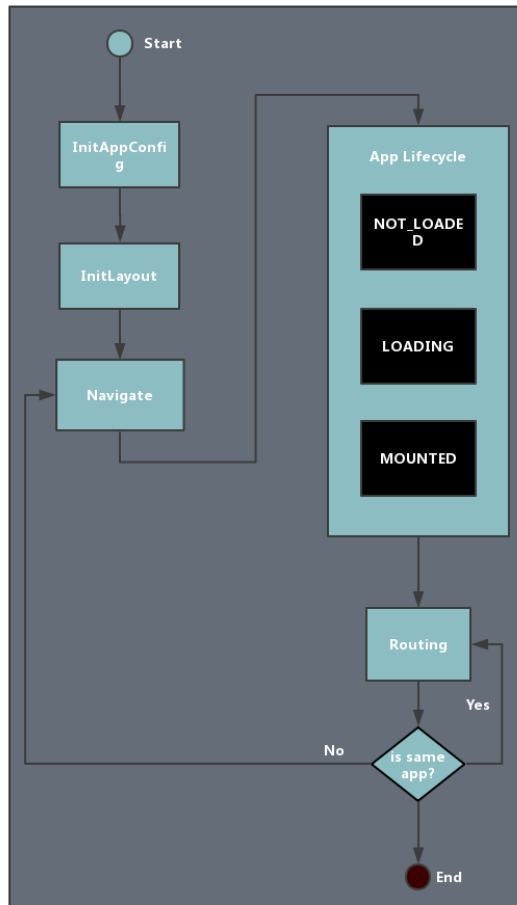 Start
InitAppConfi
g
InitLayout
Navigate
App Lifecycle
NOT_LOADE
D
LOADING
MOUNTED
Routing
Yes
No
is same
app?
End